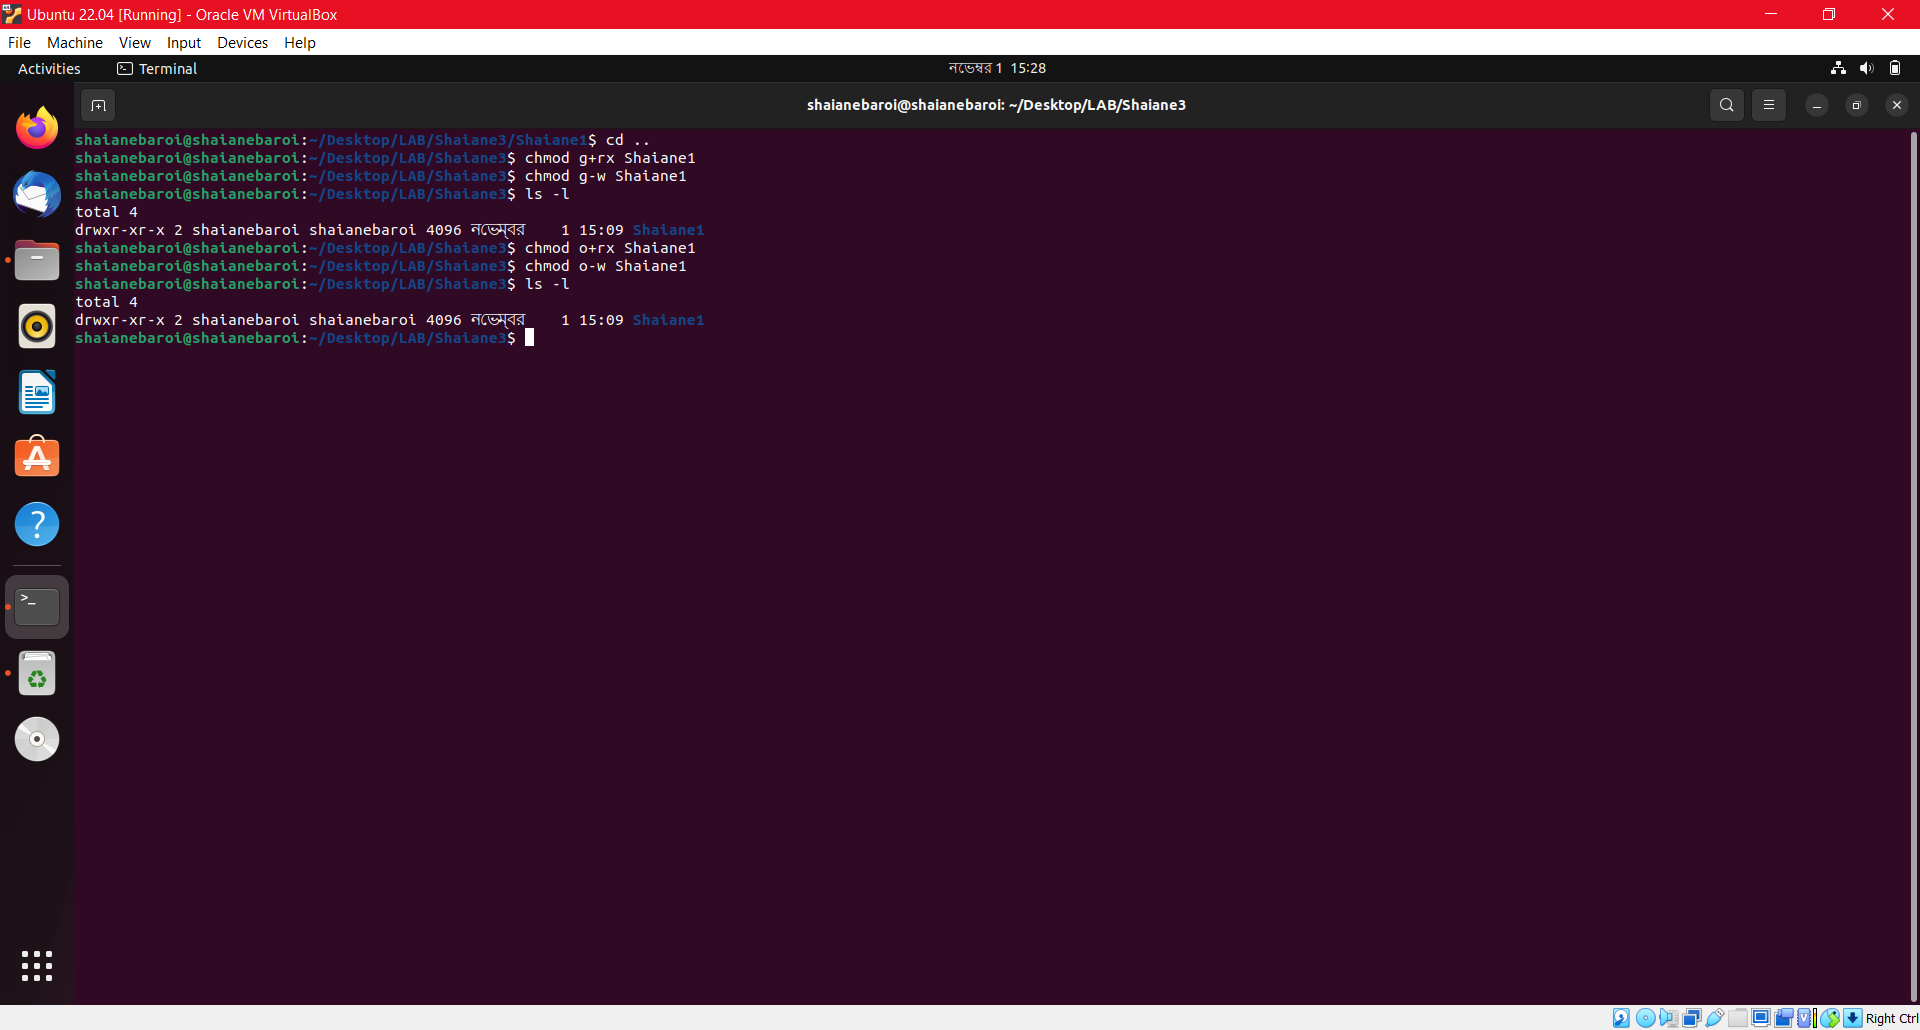 Ubuntu 22.04 [Running] - Oracle VM VirtualBox
File Machine View Input Devices Help
Activities Terminal নভেম্বর 1 15:28
shaianebaroi@shaianebaroi: ~/Desktop/LAB/Shaiane3
shaianebaroi@shaianebaroi:~/Desktop/LAB/Shaiane3/Shaiane1$ cd ..
shaianebaroi@shaianebaroi:~/Desktop/LAB/Shaiane3$ chmod g+rx Shaiane1
shaianebaroi@shaianebaroi:~/Desktop/LAB/Shaiane3$ chmod g-w Shaiane1
shaianebaroi@shaianebaroi:~/Desktop/LAB/Shaiane3$ ls -l
total 4
drwxr-xr-x 2 shaianebaroi shaianebaroi 4096 নভেম্বর 1 15:09 Shaiane1
shaianebaroi@shaianebaroi:~/Desktop/LAB/Shaiane3$ chmod o+rx Shaiane1
shaianebaroi@shaianebaroi:~/Desktop/LAB/Shaiane3$ chmod o-w Shaiane1
shaianebaroi@shaianebaroi:~/Desktop/LAB/Shaiane3$ ls -l
total 4
drwxr-xr-x 2 shaianebaroi shaianebaroi 4096 নভেম্বর 1 15:09 Shaiane1
shaianebaroi@shaianebaroi:~/Desktop/LAB/Shaiane3$
Right Ctrl